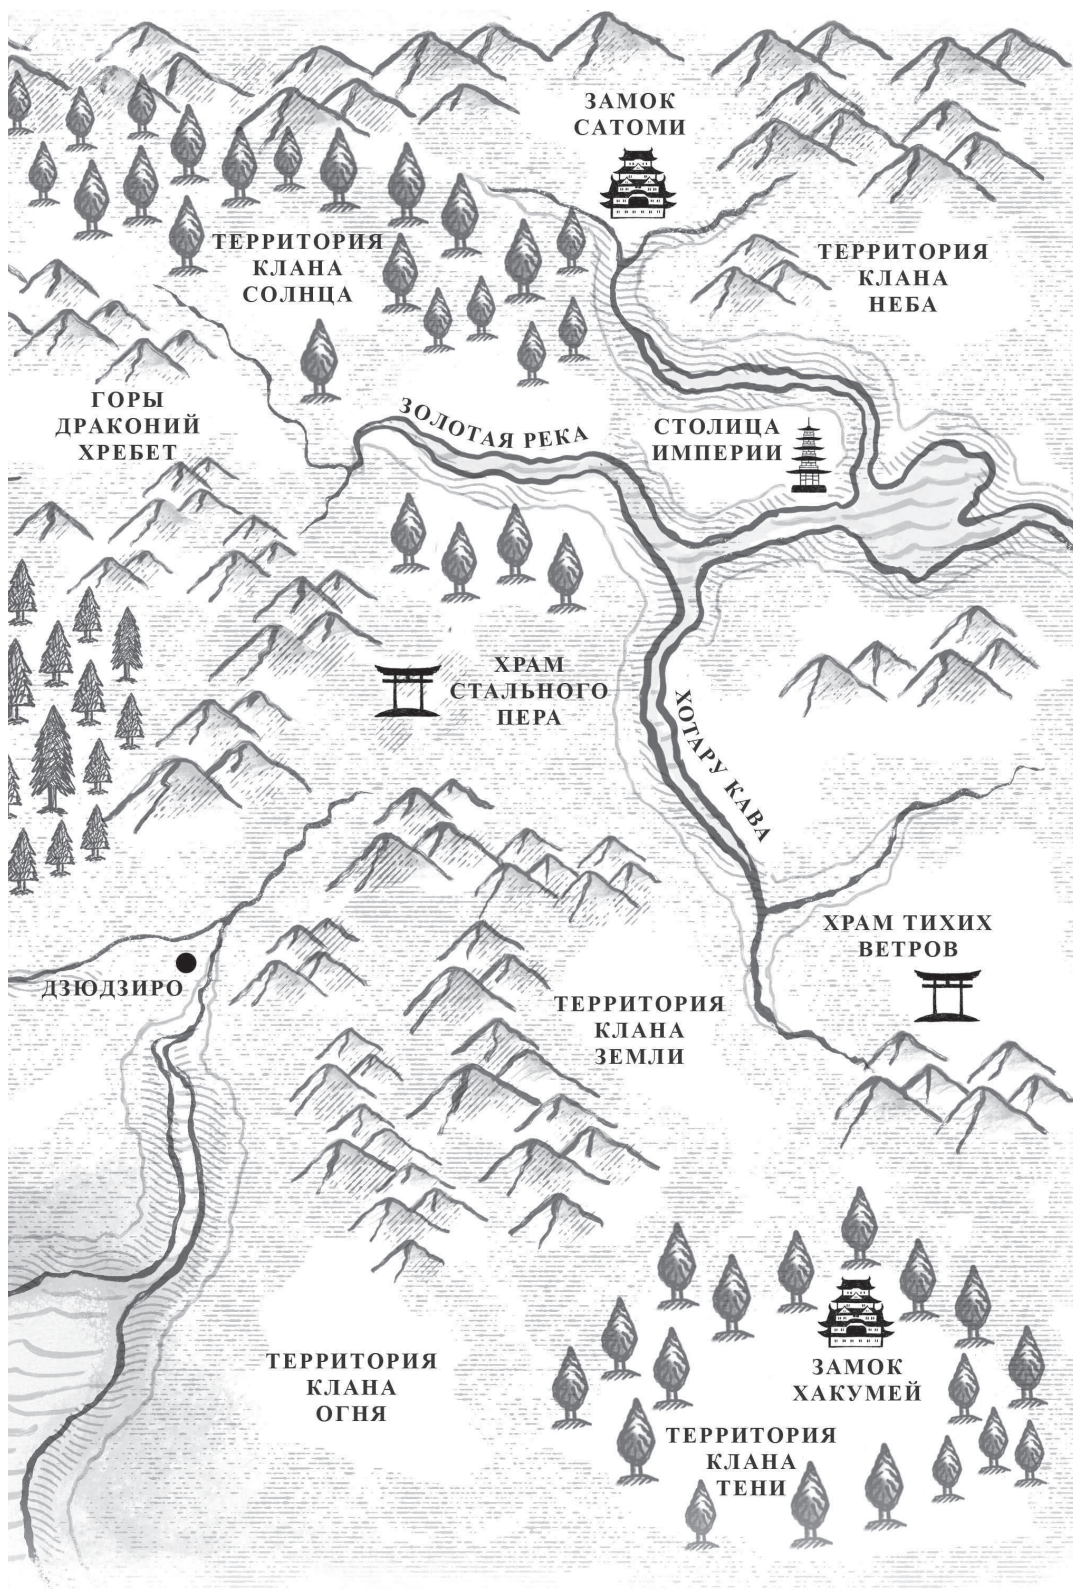 ЗАМОК
САТОМИ
ТЕРРИТОРИЯ
КЛАНА
СОЛНЦА
ТЕРРИТОРИЯ
КЛАНА
НЕБА
ГОРЫ
ДРАКОНИЙ
ХРЕБЕТ
ЗОЛОТАЯ РЕКА
СТОЛИЦА
ИМПЕРИИ
ХРАМ
СТАЛЬНОГО
ПЕРА
ХОТАРУ КАВА
ХРАМ ТИХИХ
ВЕТРОВ
ДЗЮДЗИРО
ТЕРРИТОРИЯ
КЛАНА
ЗЕМЛИ
ТЕРРИТОРИЯ
КЛАНА
ОГНЯ
ЗАМОК
ХАКУМЕЙ
ТЕРРИТОРИЯ
КЛАНА
ТЕНИ